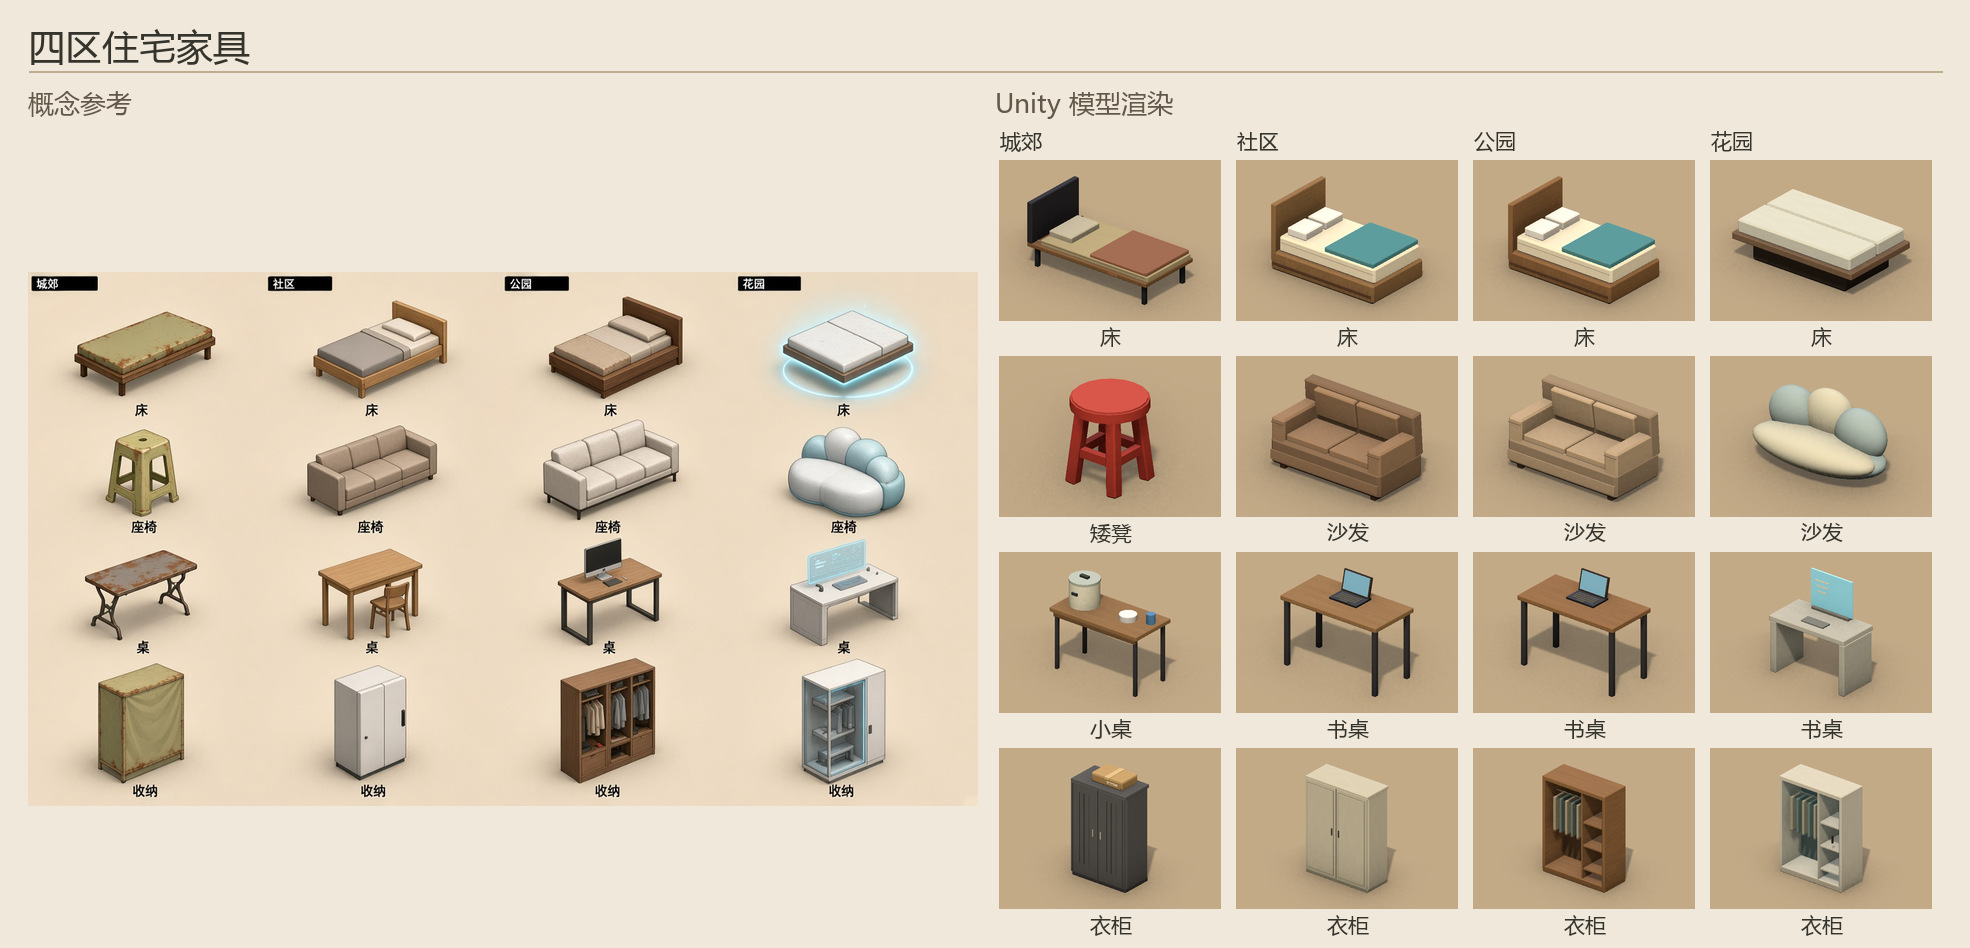 四区住宅家具
概念参考
Unity 模型渲染
城郊
社区
公园
花园
床
床
床
床
座椅
座椅
座椅
座椅
桌
桌
桌
桌
收纳
收纳
收纳
收纳
城郊
社区
公园
花园
床
床
床
床
矮凳
沙发
沙发
沙发
小桌
书桌
书桌
书桌
衣柜
衣柜
衣柜
衣柜